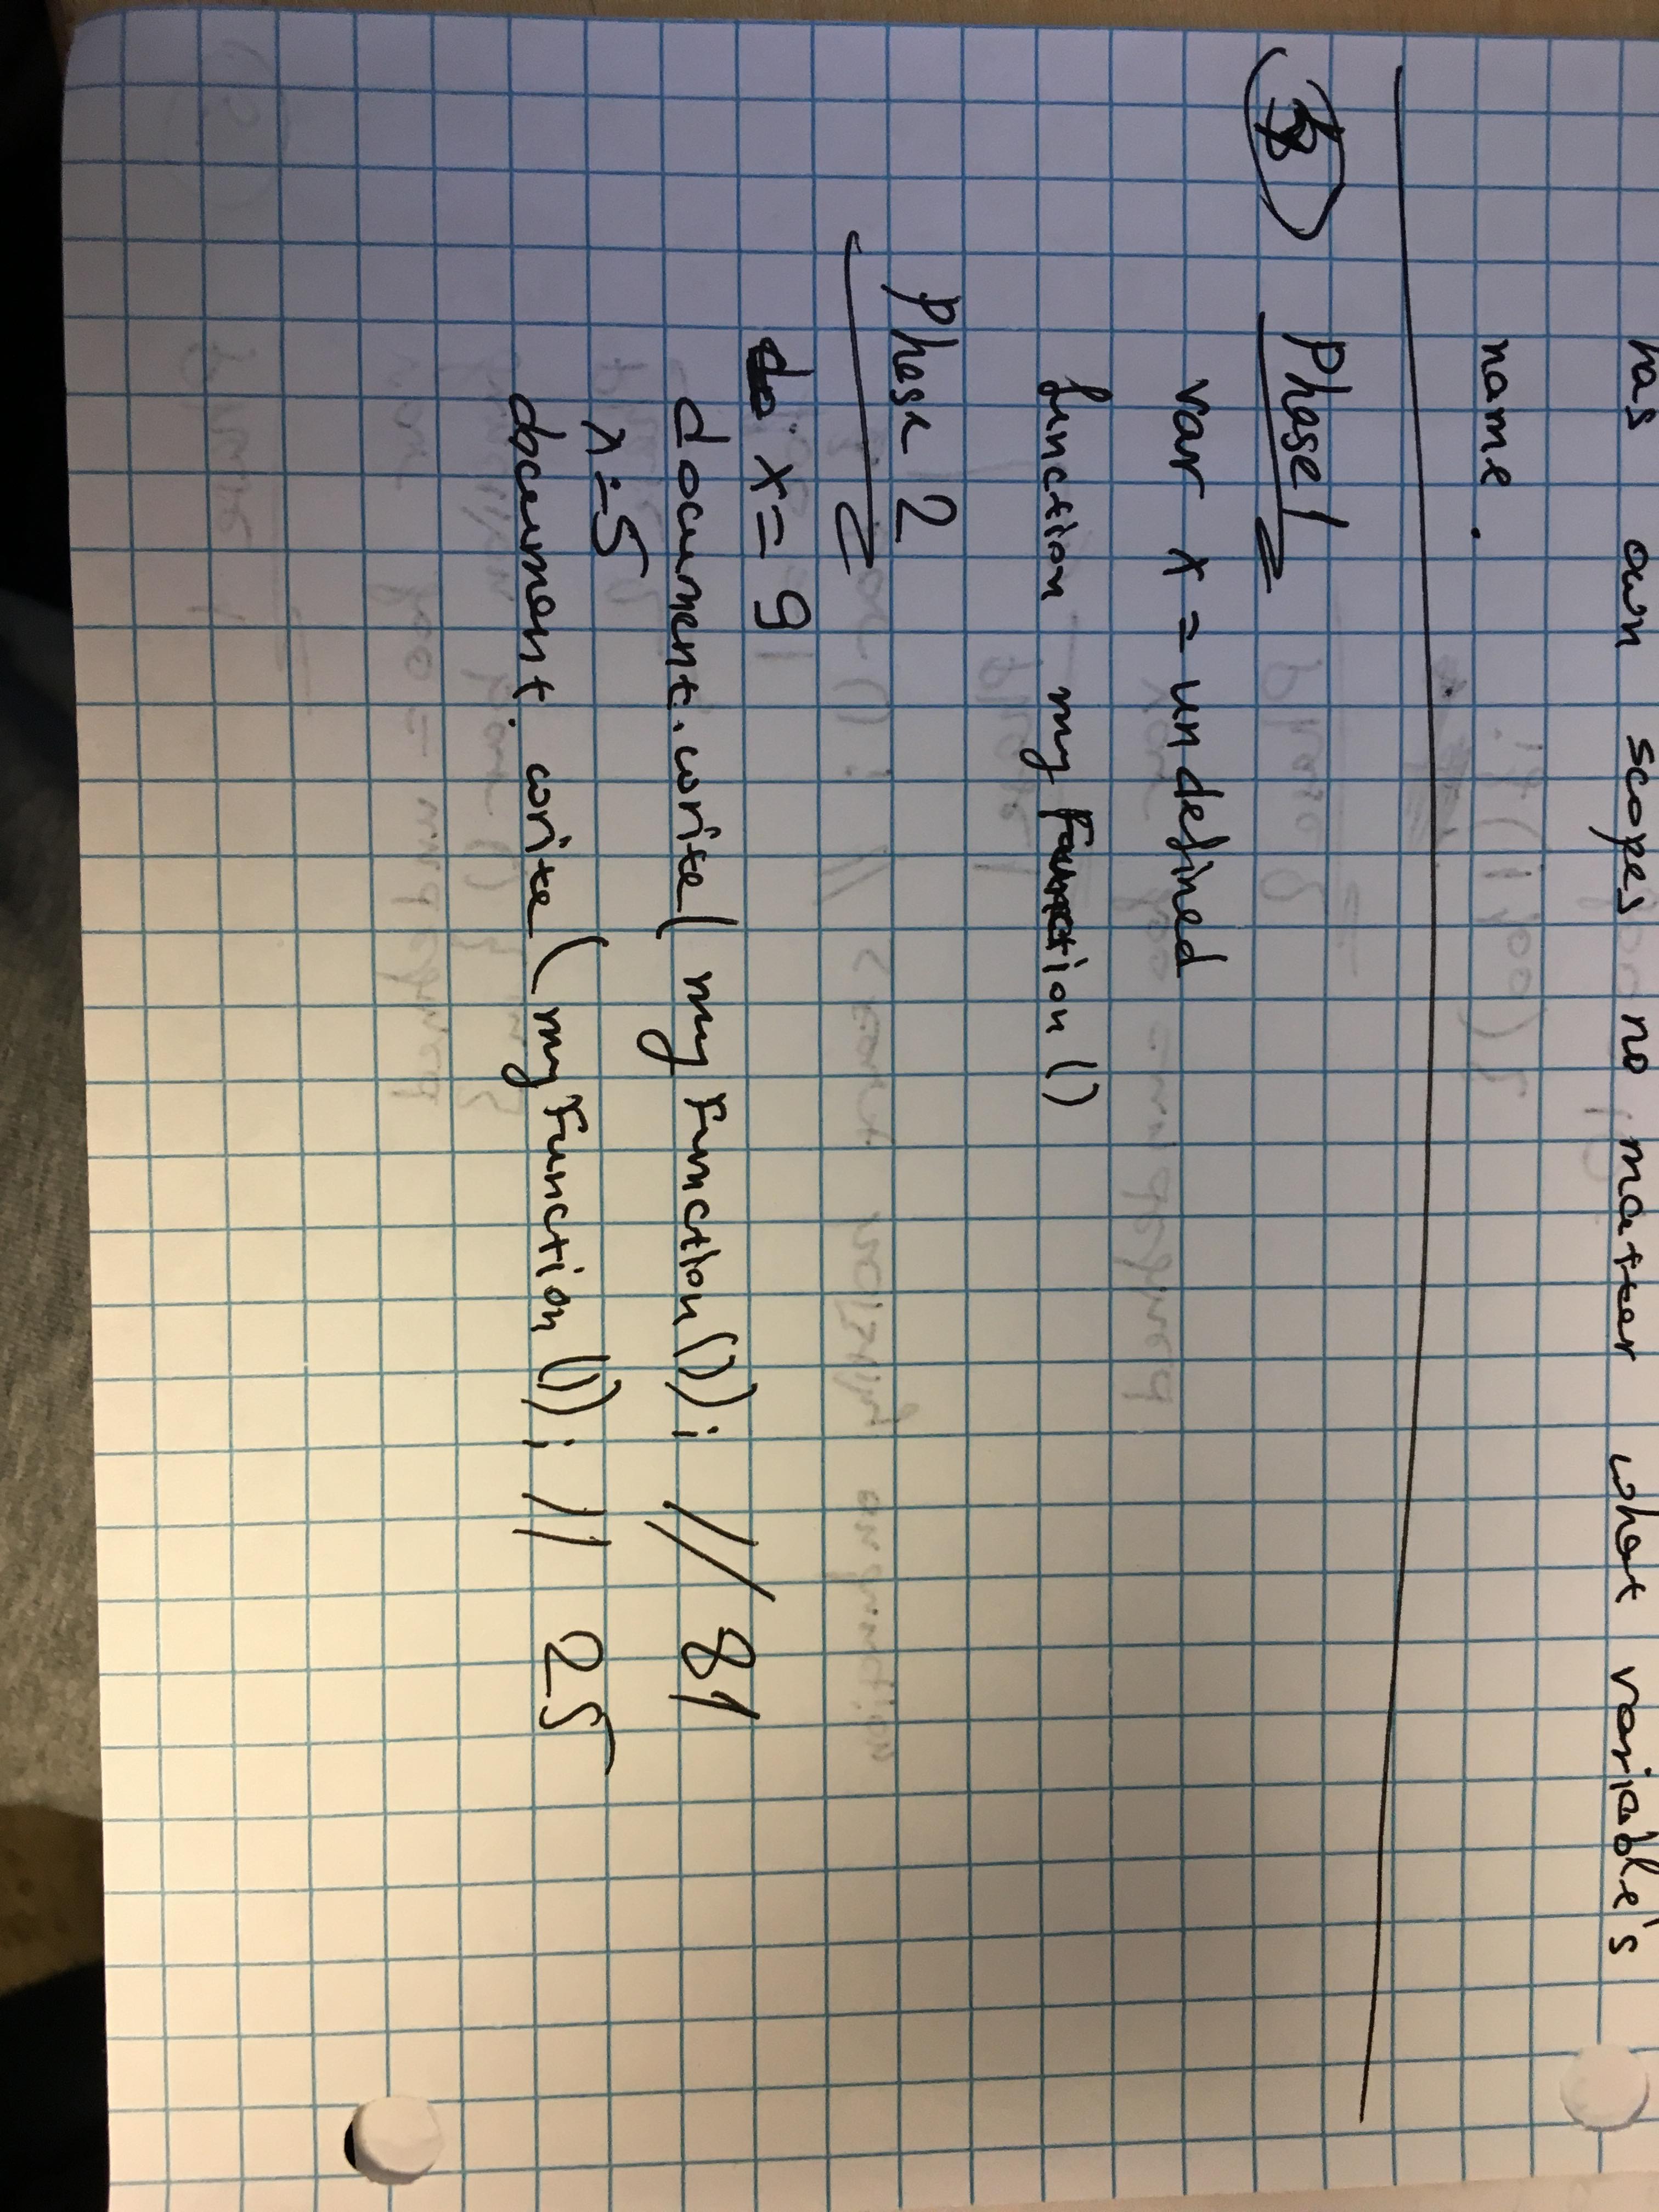 has own scopes no matter what variable's
name .
Phase 1
var x = undefined
function myFunction()
Phase 2
x = 9
document.write( myFunction()); // 81
x = 5
document. write (myFunction()); // 25